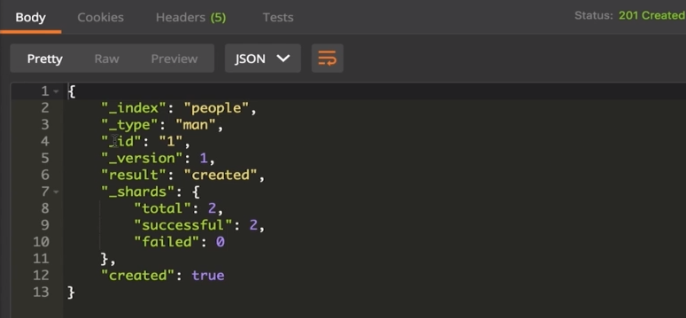 Body Cookies Headers (5) Tests Status: 201 Created
Pretty Raw Preview JSON
1 {
2 "_index": "people",
3 "_type": "man",
4 "_id": "1",
5 "_version": 1,
6 "result": "created",
7 "_shards": {
8 "total": 2,
9 "successful": 2,
10 "failed": 0
11 },
12 "created": true
13 }